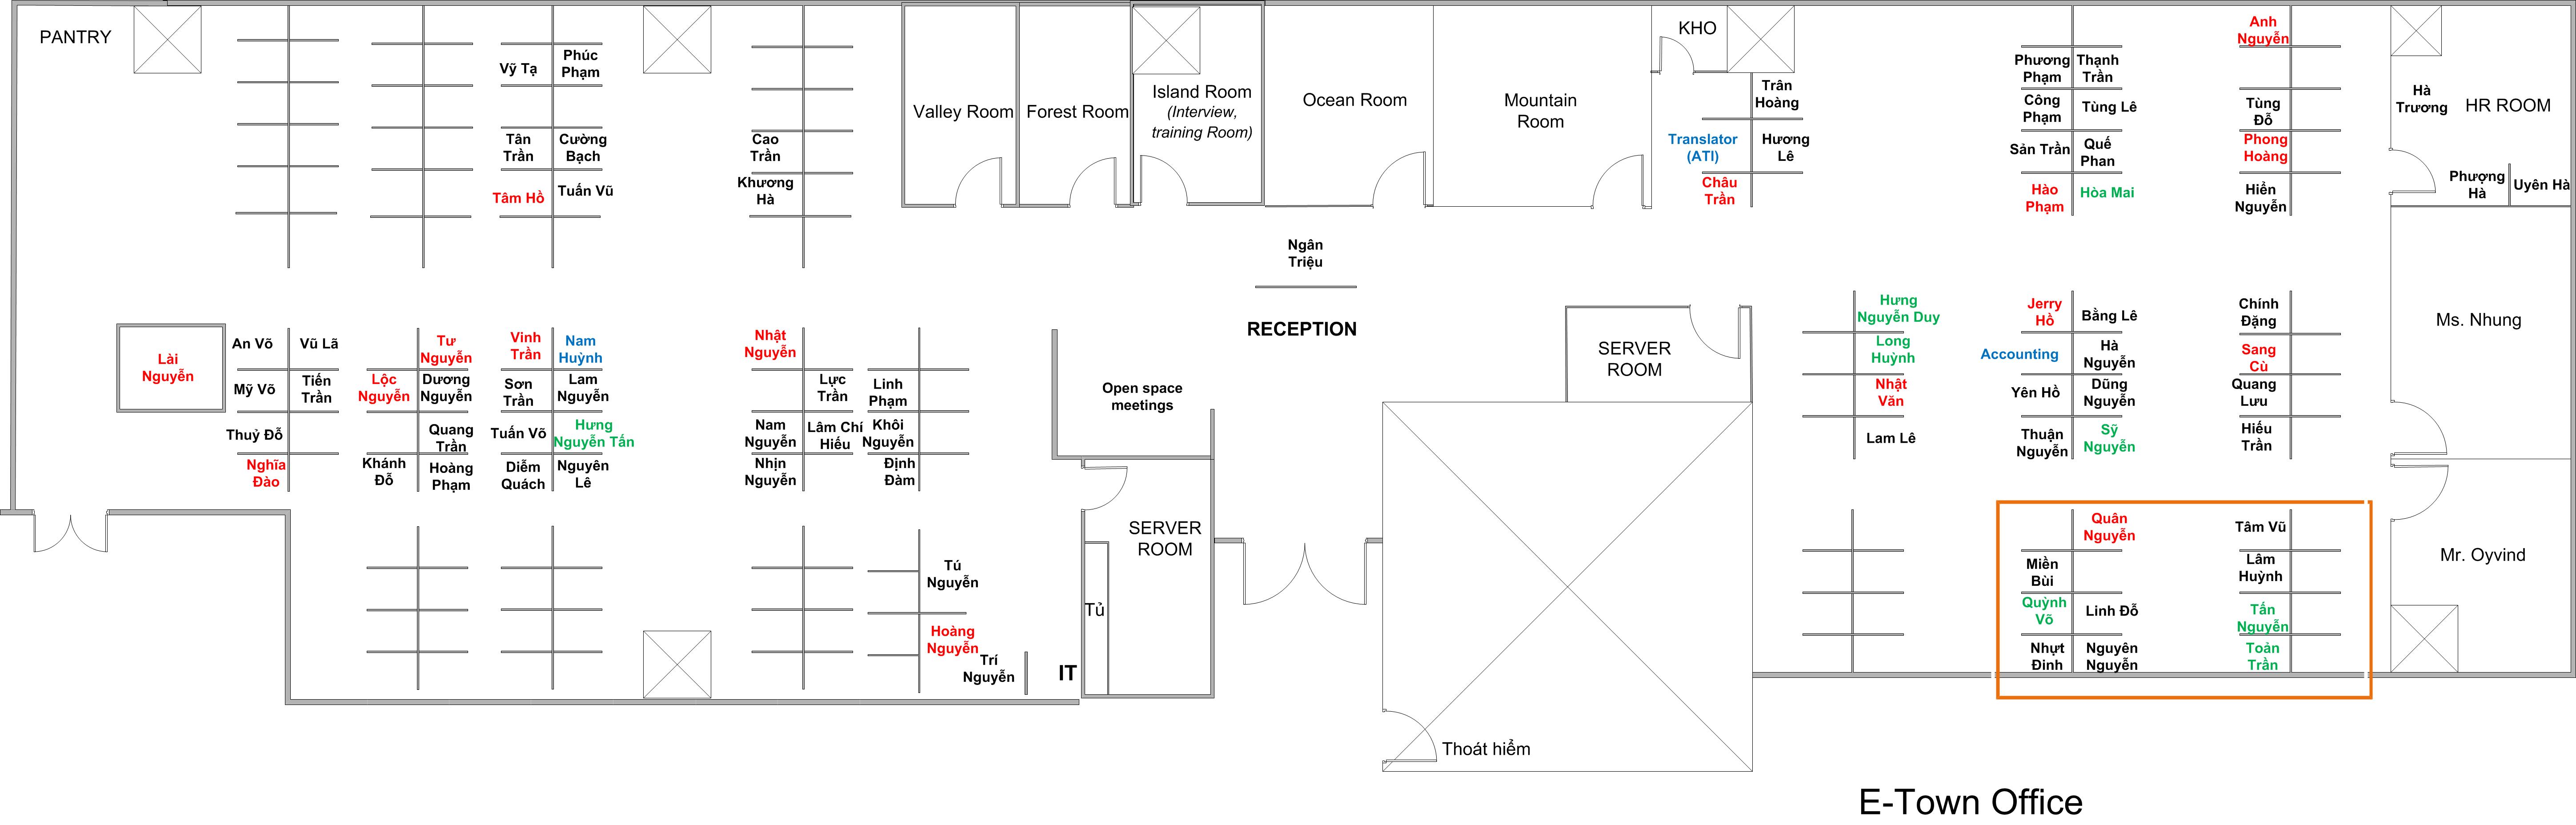 PANTRY
Vỹ Tạ
Phúc
Phạm
Tân
Trần
Cường
Bạch
Tâm Hồ
Tuấn Vũ
Cao
Trần
Khương
Hà
Valley Room
Forest Room
Island Room
(Interview,
training Room)
Ocean Room
Mountain
Room
KHO
Trân
Hoàng
Translator
(ATI)
Hương
Lê
Châu
Trần
Phương
Phạm
Thạnh
Trần
Công
Phạm
Tùng Lê
Sản Trần
Quế
Phan
Hào
Phạm
Hòa Mai
Anh
Nguyễn
Tùng
Đỗ
Phong
Hoàng
Hiển
Nguyễn
Hà
Trương
HR ROOM
Phượng
Hà
Uyên Hà
Ngân
Triệu
RECEPTION
Lài
Nguyễn
An Võ
Vũ Lã
Mỹ Võ
Tiến
Trần
Thuỷ Đỗ
Nghĩa
Đào
Tư
Nguyễn
Lộc
Nguyễn
Dương
Nguyễn
Quang
Trần
Khánh
Đỗ
Hoàng
Phạm
Vinh
Trần
Nam
Huỳnh
Sơn
Trần
Lam
Nguyễn
Tuấn Võ
Hưng
Nguyễn Tấn
Diễm
Quách
Nguyên
Lê
Nhật
Nguyễn
Lực
Trần
Linh
Phạm
Nam
Nguyễn
Lâm Chí
Hiếu
Khôi
Nguyễn
Nhịn
Nguyễn
Định
Đàm
Open space
meetings
SERVER
ROOM
Hưng
Nguyễn Duy
Long
Huỳnh
Nhật
Văn
Lam Lê
Jerry
Hồ
Bằng Lê
Accounting
Hà
Nguyễn
Yên Hồ
Dũng
Nguyễn
Thuận
Nguyễn
Sỹ
Nguyễn
Chính
Đặng
Sang
Cù
Quang
Lưu
Hiếu
Trần
Ms. Nhung
SERVER
ROOM
Tủ
Tú
Nguyễn
Hoàng
Nguyễn
Trí
Nguyễn
IT
Quân
Nguyễn
Miền
Bùi
Quỳnh
Võ
Linh Đỗ
Nhựt
Đinh
Nguyên
Nguyễn
Tâm Vũ
Lâm
Huỳnh
Tấn
Nguyễn
Toản
Trần
Mr. Oyvind
Thoát hiểm
E-Town Office